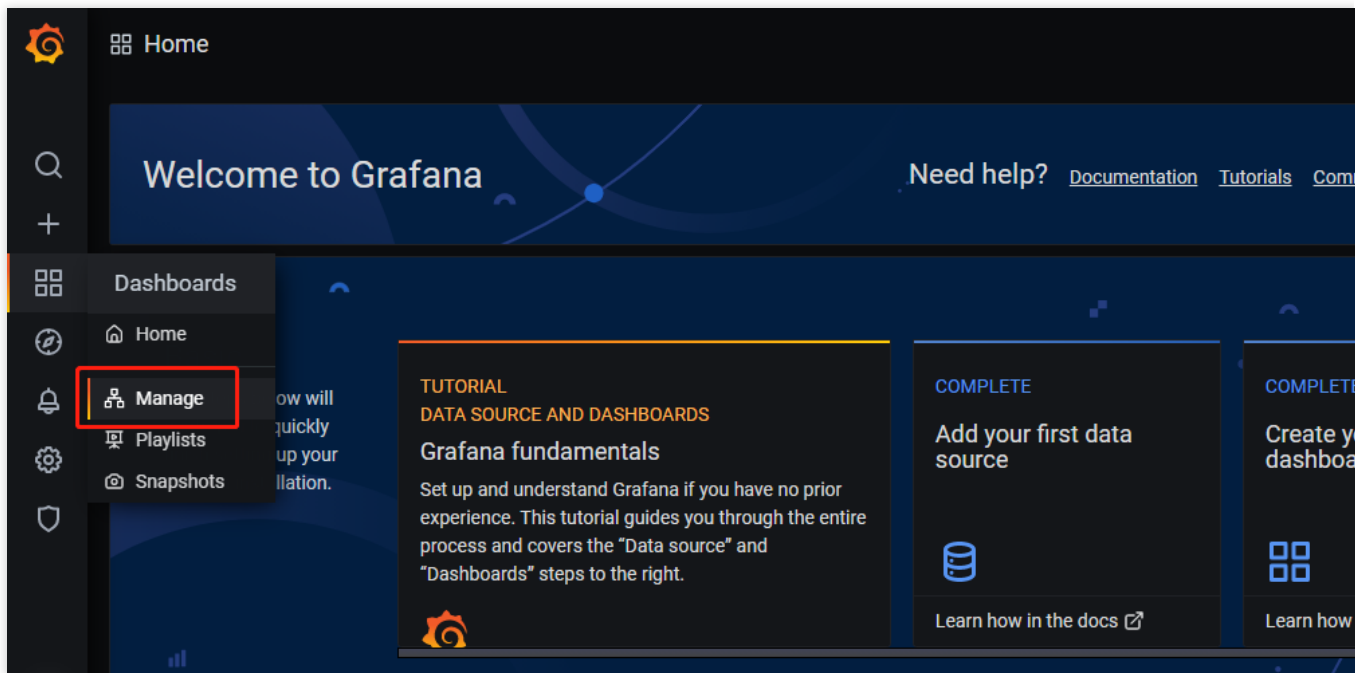 Home
Welcome to Grafana
Need help? Documentation Tutorials
Dashboards
Home
Manage
Playlists
Snapshots
will
quickly
up your
TUTORIAL
DATA SOURCE AND DASHBOARDS
Grafana fundamentals
Set up and understand Grafana if you have no prior
experience. This tutorial guides you through the entire
process and covers the “Data source” and
“Dashboards” steps to the right.
COMPLETE
Add your first data
source
Learn how in the docs
COMPLETE
Create
Learn how